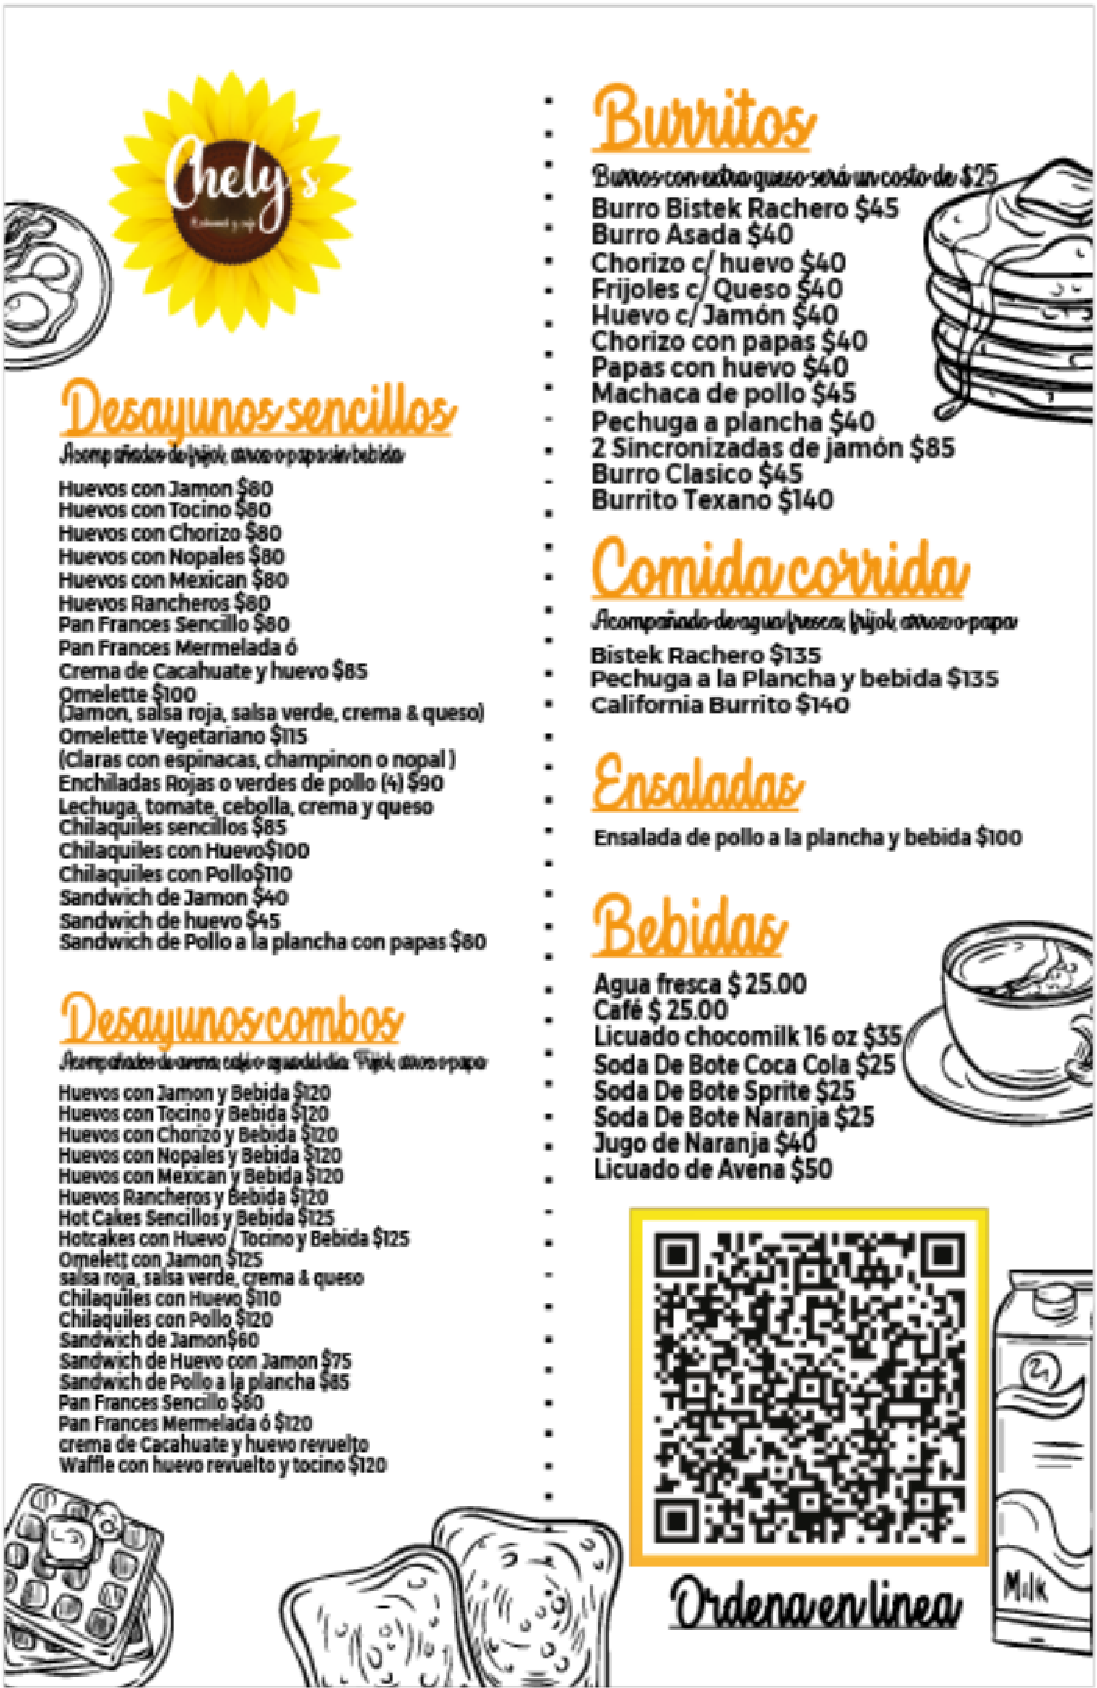 Chely's
Desayunos sencillos
Acompañados de frijol, arroz o papa sin bebida
Huevos con Jamon $80
Huevos con Tocino $80
Huevos con Chorizo $80
Huevos con Nopales $80
Huevos con Mexican $80
Huevos Rancheros $80
Pan Frances Sencillo $80
Pan Frances Mermelada ó
Crema de Cacahuate y huevo $85
Omelette $100
(Jamon, salsa roja, salsa verde, crema & queso)
Omelette Vegetariano $115
(Claras con espinacas, champinon o nopal )
Enchiladas Rojas o verdes de pollo (4) $90
Lechuga, tomate, cebolla, crema y queso
Chilaquiles sencillos $85
Chilaquiles con Huevo$100
Chilaquiles con Pollo$110
Sandwich de Jamon $40
Sandwich de huevo $45
Sandwich de Pollo a la plancha con papas $80
Desayunos combos
Acompañados de avena, café o agua del dia. Frijol, arroz o papa
Huevos con Jamon y Bebida $120
Huevos con Tocino y Bebida $120
Huevos con Chorizo y Bebida $120
Huevos con Nopales y Bebida $120
Huevos con Mexican y Bebida $120
Huevos Rancheros y Bebida $120
Hot Cakes Sencillos y Bebida $125
Hotcakes con Huevo / Tocino y Bebida $125
Omelett con Jamon $125
salsa roja, salsa verde, crema & queso
Chilaquiles con Huevo $110
Chilaquiles con Pollo $120
Sandwich de Jamon$60
Sandwich de Huevo con Jamon $75
Sandwich de Pollo a la plancha $85
Pan Frances Sencillo $80
Pan Frances Mermelada ó $120
crema de Cacahuate y huevo revuelto
Waffle con huevo revuelto y tocino $120
Burritos
Burros con extra queso será un costo de $25
Burro Bistek Rachero $45
Burro Asada $40
Chorizo c/ huevo $40
Frijoles c/ Queso $40
Huevo c/ Jamón $40
Chorizo con papas $40
Papas con huevo $40
Machaca de pollo $45
Pechuga a plancha $40
2 Sincronizadas de jamón $85
Burro Clasico $45
Burrito Texano $140
Comida corrida
Acompañado de agua fresca, frijol, arroz o papa
Bistek Rachero $135
Pechuga a la Plancha y bebida $135
California Burrito $140
Ensaladas
Ensalada de pollo a la plancha y bebida $100
Bebidas
Agua fresca $ 25.00
Café $ 25.00
Licuado chocomilk 16 oz $35
Soda De Bote Coca Cola $25
Soda De Bote Sprite $25
Soda De Bote Naranja $25
Jugo de Naranja $40
Licuado de Avena $50
Milk
Ordena en linea